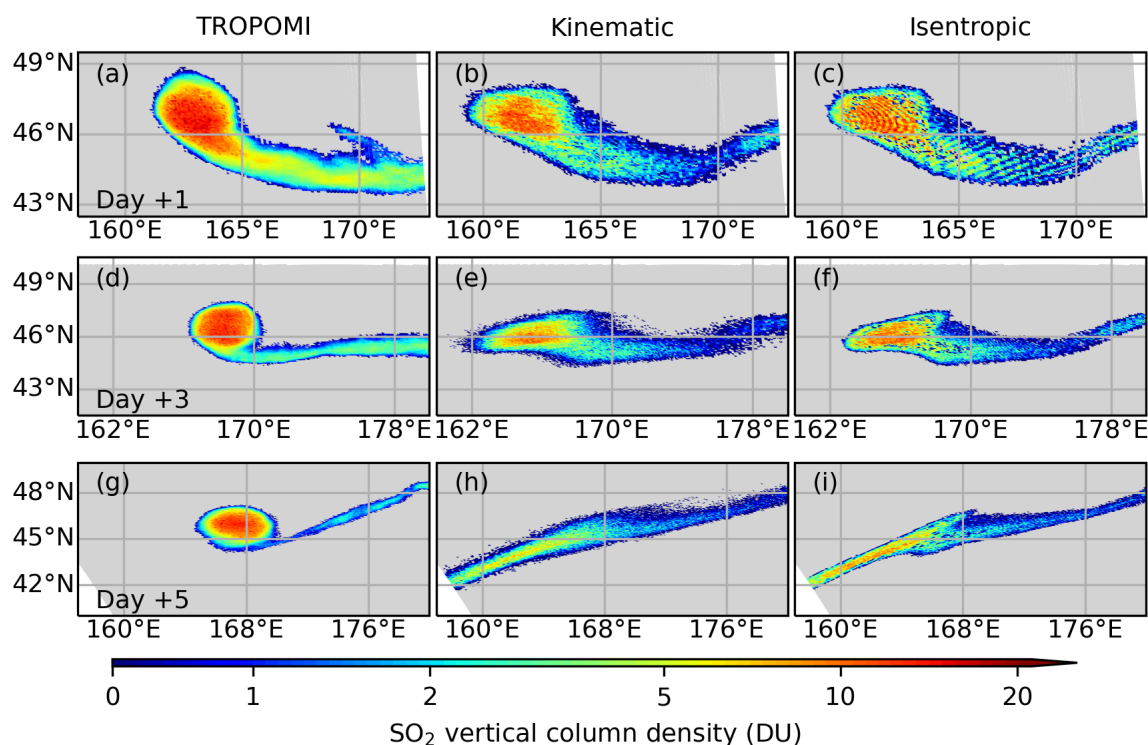 TROPOMI Kinematic Isentropic
49°N (a) (b) (c)
46°N
43°N Day +1
160°E 165°E 170°E 160°E 165°E 170°E 160°E 165°E 170°E
49°N (d) (e) (f)
46°N
43°N Day +3
162°E 170°E 178°E 162°E 170°E 178°E 162°E 170°E 178°E
48°N (g) (h) (i)
45°N
42°N Day +5
160°E 168°E 176°E 160°E 168°E 176°E 160°E 168°E 176°E
0 1 2 5 10 20
SO₂ vertical column density (DU)